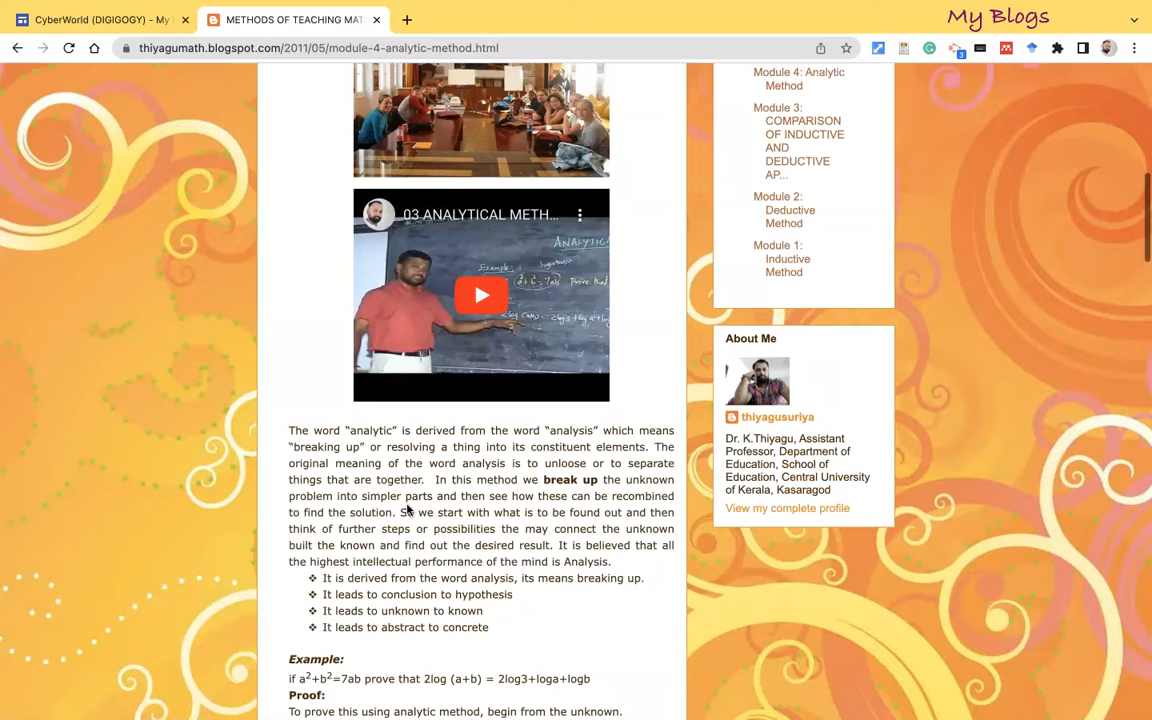 CyberWorld (DIGIGOGY) - My
METHODS OF TEACHING MAT
My Blogs
thiyagumath.blogspot.com/2011/05/module-4-analytic-method.html
3
03 ANALYTICAL METH...
ANALYTIC
Example:
a²+b²=7ab Prove that
The word “analytic” is derived from the word “analysis” which means
“breaking up” or resolving a thing into its constituent elements. The
original meaning of the word analysis is to unloose or to separate
things that are together. In this method we break up the unknown
problem into simpler parts and then see how these can be recombined
to find the solution. So we start with what is to be found out and then
think of further steps or possibilities the may connect the unknown
built the known and find out the desired result. It is believed that all
the highest intellectual performance of the mind is Analysis.
❖ It is derived from the word analysis, its means breaking up.
❖ It leads to conclusion to hypothesis
❖ It leads to unknown to known
❖ It leads to abstract to concrete
Example:
if a²+b²=7ab prove that 2log (a+b) = 2log3+loga+logb
Proof:
To prove this using analytic method, begin from the unknown.
Module 4: Analytic
Method
Module 3:
COMPARISON
OF INDUCTIVE
AND
DEDUCTIVE
AP...
Module 2:
Deductive
Method
Module 1:
Inductive
Method
About Me
thiyagusuriya
Dr. K.Thiyagu, Assistant
Professor, Department of
Education, School of
Education, Central University
of Kerala, Kasaragod
View my complete profile